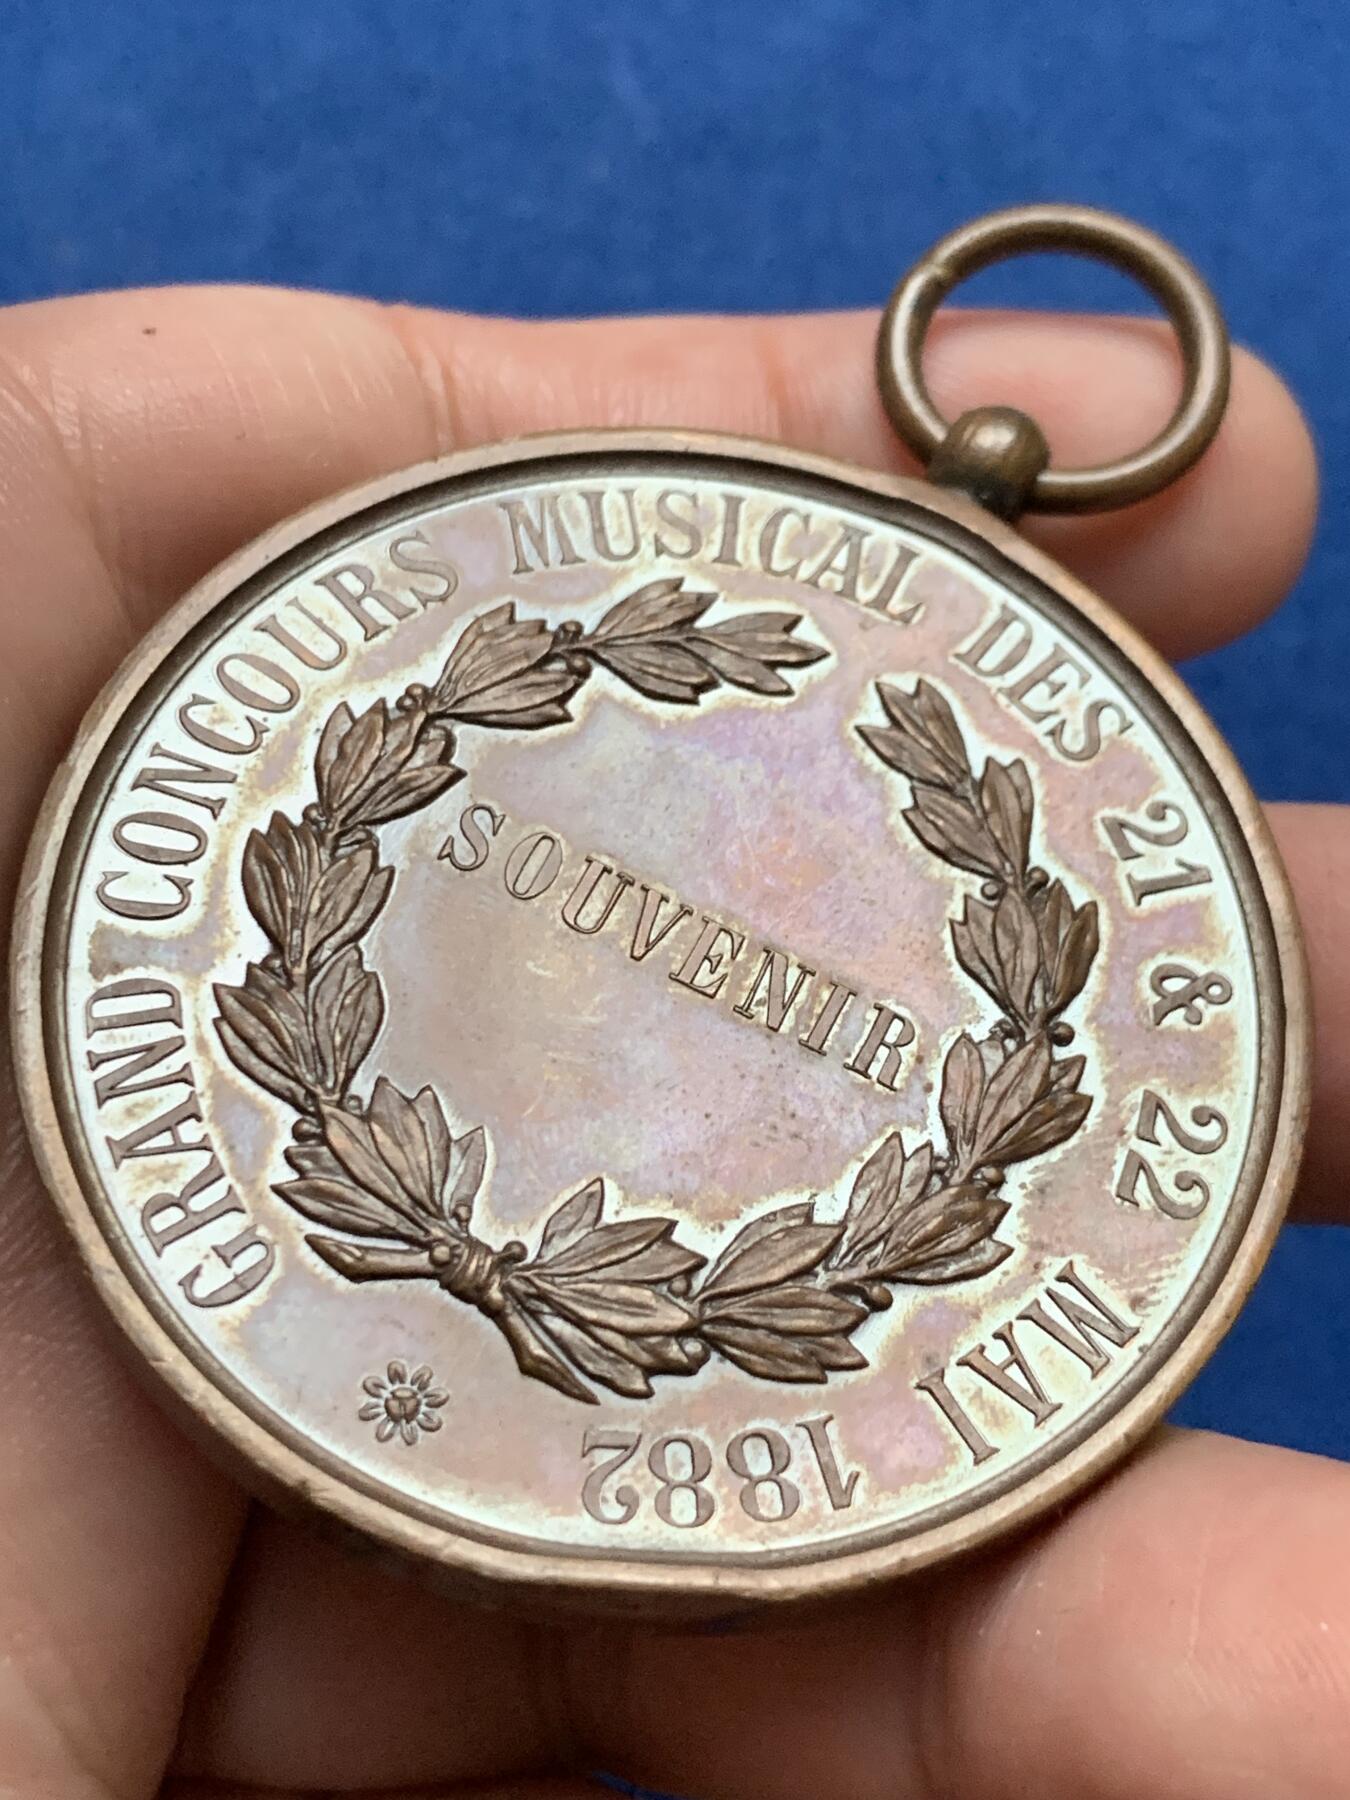 GRAND CONCOURS MUSICAL DES 21 & 22 MAI 1882
SOUVENIR